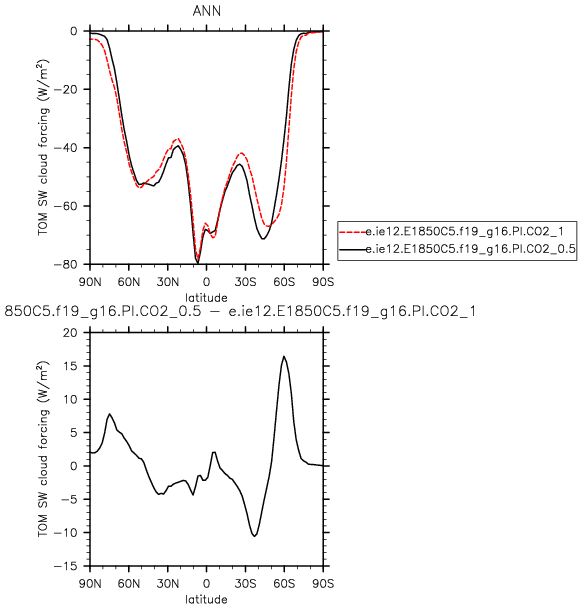 ANN
TOM SW cloud forcing (W/m²)
0
−20
−40
−60
−80
90N 60N 30N 0 30S 60S 90S
latitude
e.ie12.E1850C5.f19_g16.PI.CO2_1
e.ie12.E1850C5.f19_g16.PI.CO2_0.5
850C5.f19_g16.PI.CO2_0.5 − e.ie12.E1850C5.f19_g16.PI.CO2_1
TOM SW cloud forcing (W/m²)
20
15
10
5
0
−5
−10
−15
90N 60N 30N 0 30S 60S 90S
latitude